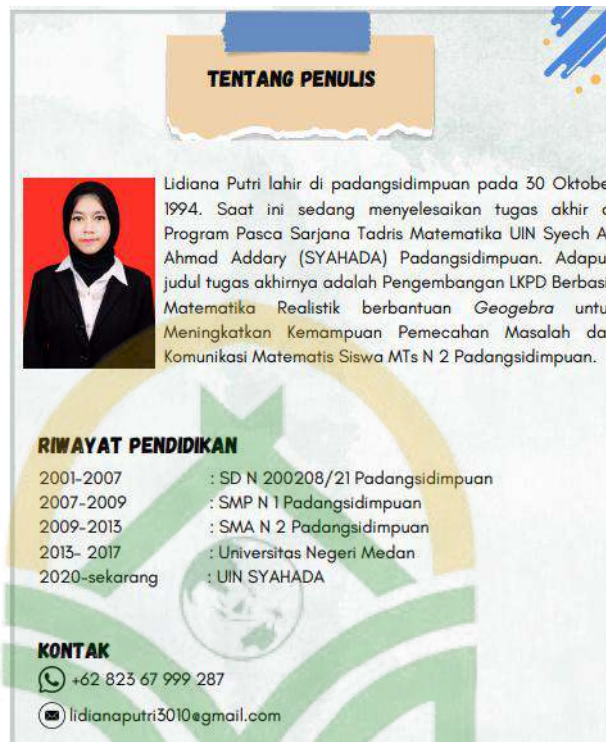 TENTANG PENULIS
Lidiana Putri lahir di padangsidimpuan pada 30 Oktobe
1994. Saat ini sedang menyelesaikan tugas akhir d
Program Pasca Sarjana Tadris Matematika UIN Syech A
Ahmad Addary (SYAHADA) Padangsidimpuan. Adapu
judul tugas akhirnya adalah Pengembangan LKPD Berbasi
Matematika Realistik berbantuan Geogebra untu
Meningkatkan Kemampuan Pemecahan Masalah da
Komunikasi Matematis Siswa MTs N 2 Padangsidimpuan.
RIWAYAT PENDIDIKAN
2001-2007 : SD N 200208/21 Padangsidimpuan
2007-2009 : SMP N 1 Padangsidimpuan
2009-2013 : SMA N 2 Padangsidimpuan
2013- 2017 : Universitas Negeri Medan
2020-sekarang : UIN SYAHADA
KONTAK
+62 823 67 999 287
lidianaputri3010@gmail.com